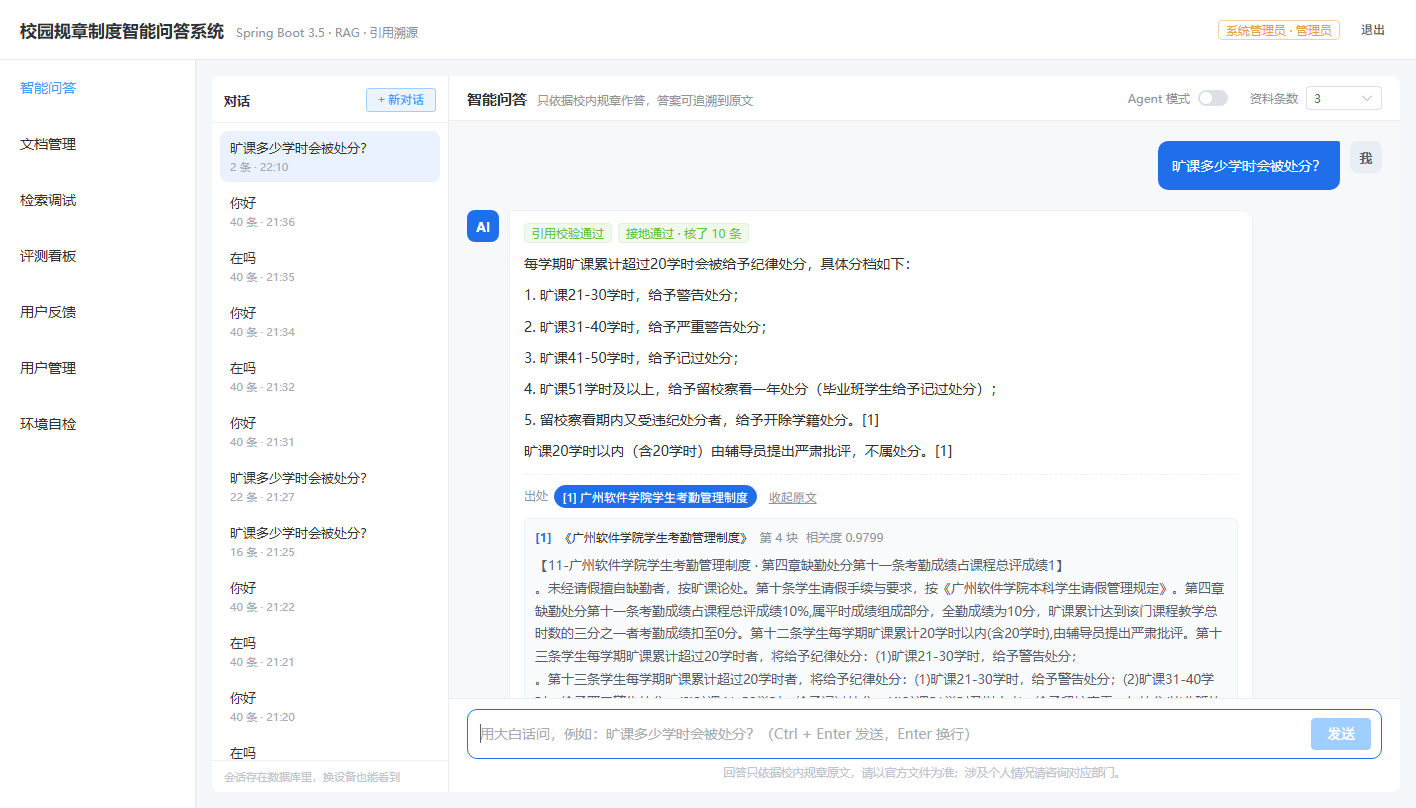 校园规章制度智能问答系统
Spring Boot 3.5 · RAG · 引用溯源
系统管理员 · 管理员
退出
智能问答
文档管理
检索调试
评测看板
用户反馈
用户管理
环境自检
对话
+ 新对话
旷课多少学时会被处分?
2 条 · 22:10
你好
40 条 · 21:36
在吗
40 条 · 21:35
你好
40 条 · 21:34
在吗
40 条 · 21:32
你好
40 条 · 21:31
旷课多少学时会被处分?
22 条 · 21:27
旷课多少学时会被处分?
16 条 · 21:25
你好
40 条 · 21:22
在吗
40 条 · 21:21
你好
40 条 · 21:20
在吗
会话存在数据库里，换设备也能看到
智能问答
只依据校内规章作答，答案可追溯到原文
Agent 模式
资料条数
3
旷课多少学时会被处分?
我
AI
引用校验通过
接地通过 · 核了 10 条
每学期旷课累计超过20学时会被给予纪律处分，具体分档如下：
1. 旷课21-30学时，给予警告处分；
2. 旷课31-40学时，给予严重警告处分；
3. 旷课41-50学时，给予记过处分；
4. 旷课51学时及以上，给予留校察看一年处分（毕业班学生给予记过处分）；
5. 留校察看期内又受违纪处分者，给予开除学籍处分。[1]
旷课20学时以内（含20学时）由辅导员提出严肃批评，不属处分。[1]
出处
[1] 广州软件学院学生考勤管理制度
收起原文
[1] 《广州软件学院学生考勤管理制度》 第 4 块 相关度 0.9799
【11-广州软件学院学生考勤管理制度 · 第四章缺勤处分第十一条考勤成绩占课程总评成绩1】
。未经请假擅自缺勤者，按旷课论处。第十条学生请假手续与要求，按《广州软件学院本科学生请假管理规定》。第四章
缺勤处分第十一条考勤成绩占课程总评成绩10%,属平时成绩组成部分，全勤成绩为10分，旷课累计达到该门课程教学总
时数的三分之一者考勤成绩扣至0分。第十二条学生每学期旷课累计20学时以内(含20学时),由辅导员提出严肃批评。第十
三条学生每学期旷课累计超过20学时者，将给予纪律处分：(1)旷课21-30学时，给予警告处分；
。第十三条学生每学期旷课累计超过20学时者，将给予纪律处分：(1)旷课21-30学时，给予警告处分；(2)旷课31-40学
用大白话问，例如：旷课多少学时会被处分？（Ctrl + Enter 发送，Enter 换行）
发送
回答只依据校内规章原文，请以官方文件为准；涉及个人情况请咨询对应部门。